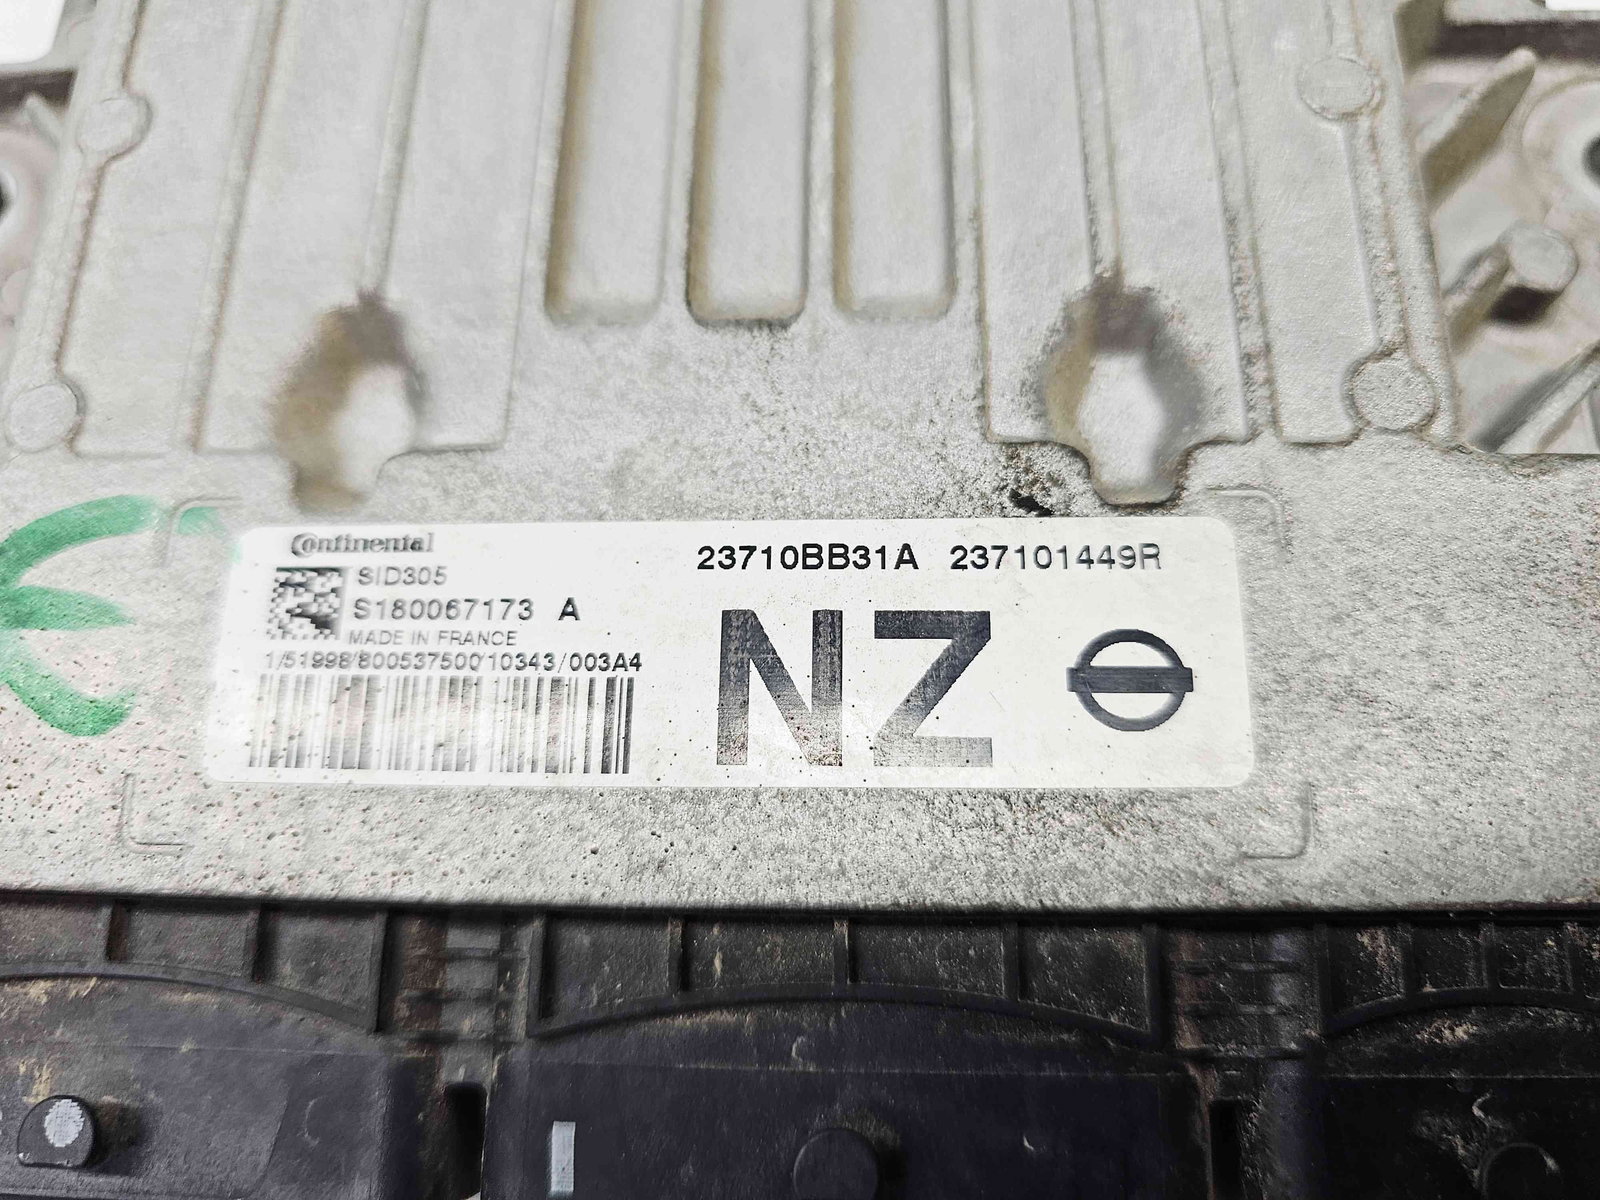 Continental
SID305
S180067173 A
MADE IN FRANCE
1/51998/800537500/10343/003A4
23710BB31A 237101449R
NZ